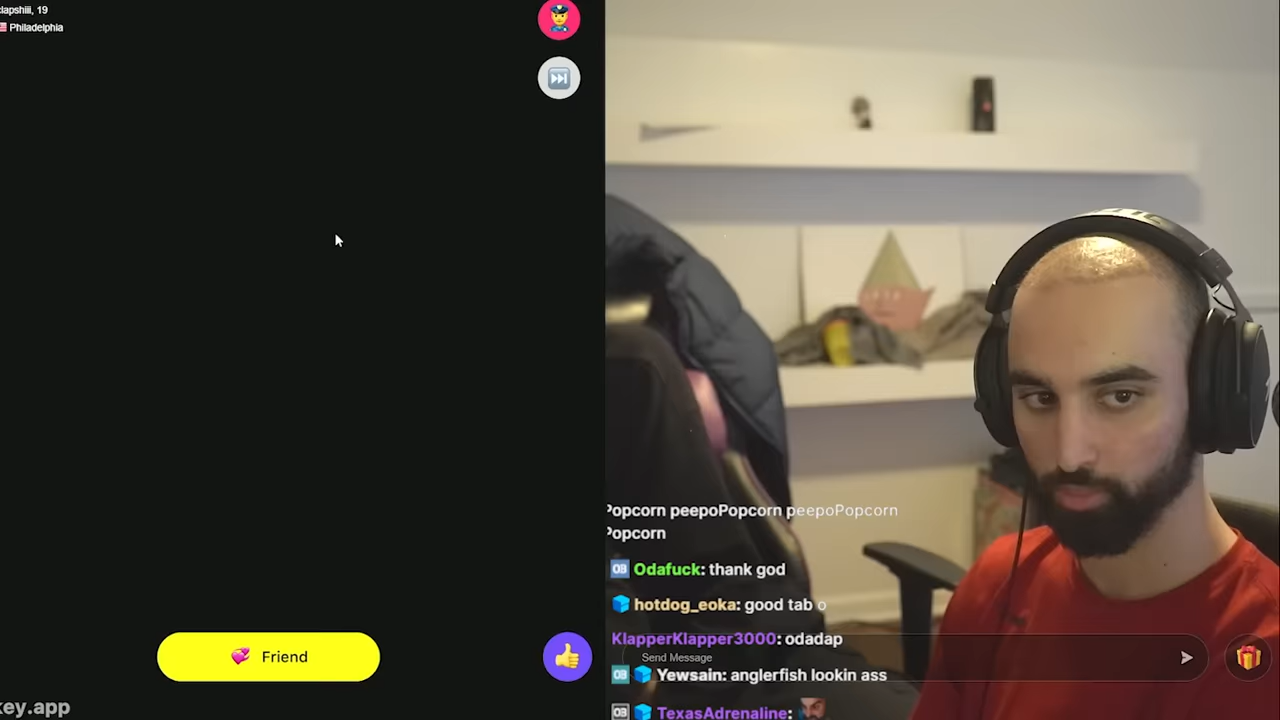 clapshiii, 19
Philadelphia
Popcorn peepoPopcorn peepoPopcorn
Popcorn
Odafuck: thank god
hotdog_eoka: good tab o
KlapperKlapper3000: odadap
Send Message
Yewsain: anglerfish lookin ass
TexasAdrenaline:
Friend
key.app